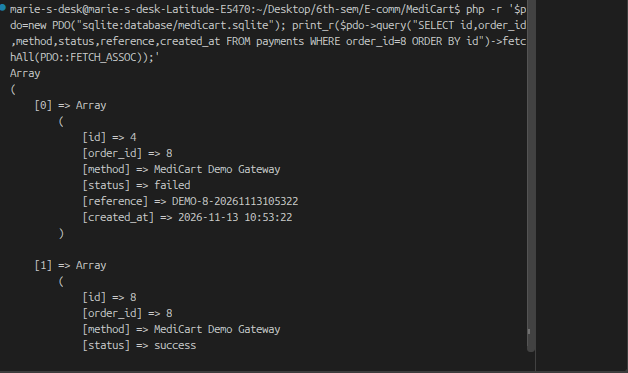 marie-s-desk@marie-s-desk-Latitude-E5470:~/Desktop/6th-sem/E-comm/MediCart$ php -r '$p
do=new PDO("sqlite:database/medicart.sqlite"); print_r($pdo->query("SELECT id,order_id
,method,status,reference,created_at FROM payments WHERE order_id=8 ORDER BY id")->fetc
hAll(PDO::FETCH_ASSOC));'
Array
(
    [0] => Array
        (
            [id] => 4
            [order_id] => 8
            [method] => MediCart Demo Gateway
            [status] => failed
            [reference] => DEMO-8-20261113105322
            [created_at] => 2026-11-13 10:53:22
        )

    [1] => Array
        (
            [id] => 8
            [order_id] => 8
            [method] => MediCart Demo Gateway
            [status] => success